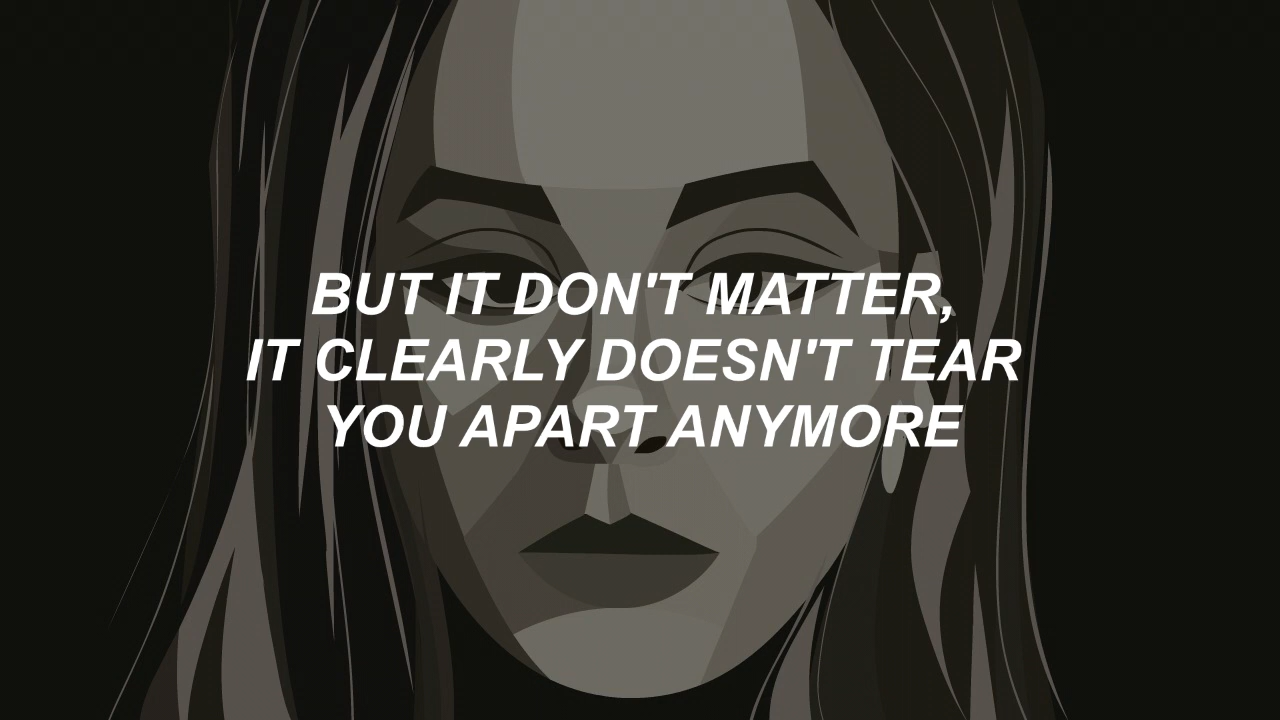 BUT IT DON'T MATTER,
IT CLEARLY DOESN'T TEAR
YOU APART ANYMORE